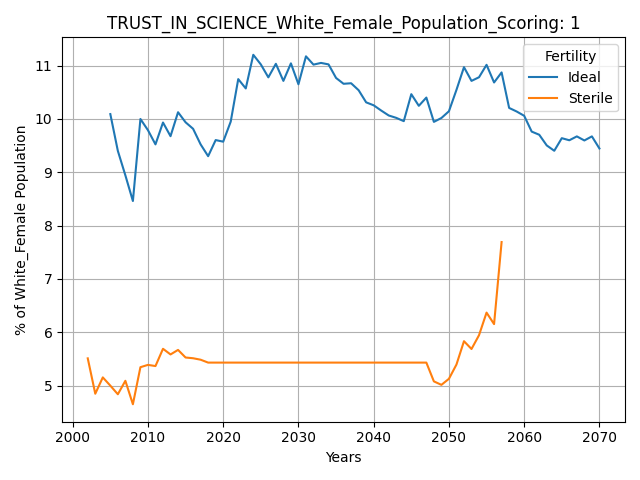 TRUST_IN_SCIENCE_White_Female_Population_Scoring: 1
% of White_Female Population
11
10
9
8
7
6
5
Fertility
Ideal
Sterile
2000 2010 2020 2030 2040 2050 2060 2070
Years